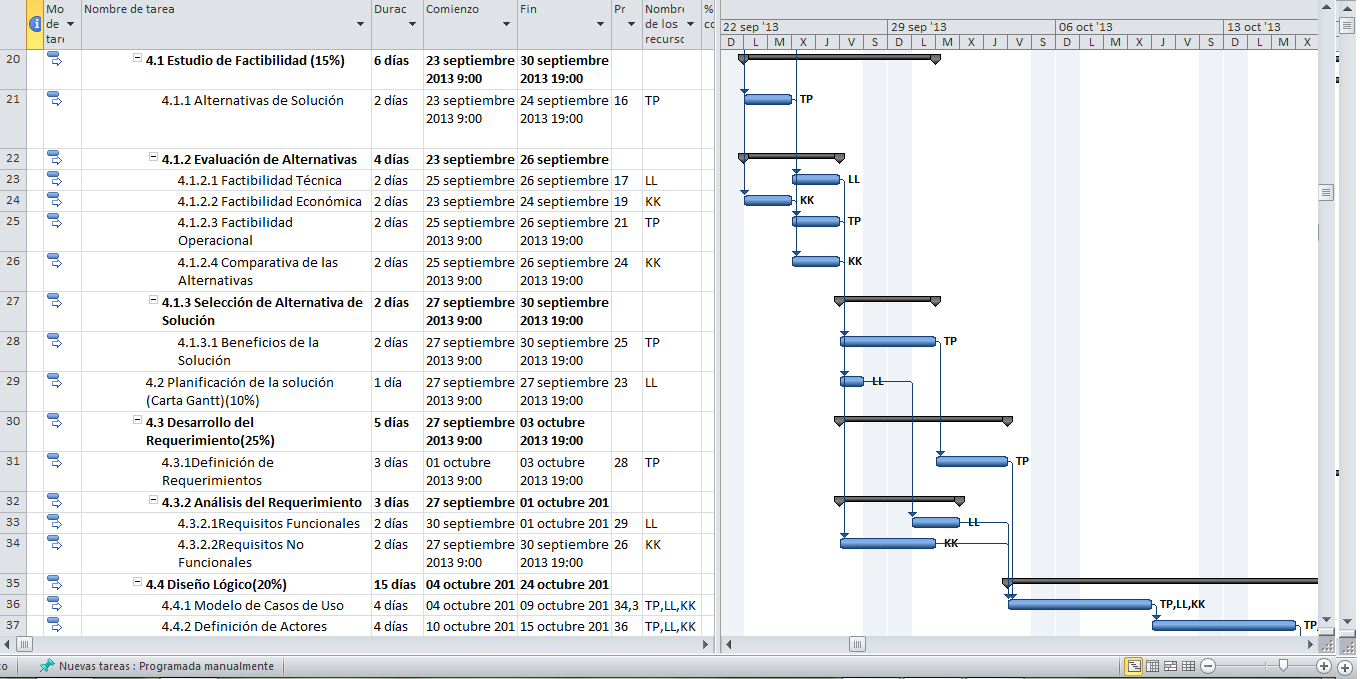 Mo de tare
Nombre de tarea
Durac
Comienzo
Fin
Pr
Nombre de los recurso
%
cc
22 sep '13 29 sep '13 06 oct '13 13 oct '13
D L M X J V S D L M X J V S D L M X J V S D L M X
20 4.1 Estudio de Factibilidad (15%) 6 días 23 septiembre 30 septiembre
2013 9:00 2013 19:00
21 4.1.1 Alternativas de Solución 2 días 23 septiembre 24 septiembre 16 TP TP
2013 9:00 2013 19:00
22 4.1.2 Evaluación de Alternativas 4 días 23 septiembre 26 septiembre
23 4.1.2.1 Factibilidad Técnica 2 días 25 septiembre 26 septiembre 17 LL LL
24 4.1.2.2 Factibilidad Económica 2 días 23 septiembre 24 septiembre 19 KK KK
25 4.1.2.3 Factibilidad 2 días 25 septiembre 26 septiembre 21 TP TP
Operacional 2013 9:00 2013 19:00
26 4.1.2.4 Comparativa de las 2 días 25 septiembre 26 septiembre 24 KK KK
Alternativas 2013 9:00 2013 19:00
27 4.1.3 Selección de Alternativa de 2 días 27 septiembre 30 septiembre
Solución 2013 9:00 2013 19:00
28 4.1.3.1 Beneficios de la 2 días 27 septiembre 30 septiembre 25 TP TP
Solución 2013 9:00 2013 19:00
29 4.2 Planificación de la solución 1 día 27 septiembre 27 septiembre 23 LL LL
(Carta Gantt)(10%) 2013 9:00 2013 19:00
30 4.3 Desarrollo del 5 días 27 septiembre 03 octubre
Requerimiento(25%) 2013 9:00 2013 19:00
31 4.3.1Definición de 3 días 01 octubre 03 octubre 28 TP TP
Requerimientos 2013 9:00 2013 19:00
32 4.3.2 Análisis del Requerimiento 3 días 27 septiembre 01 octubre 201
33 4.3.2.1Requisitos Funcionales 2 días 30 septiembre 01 octubre 201 29 LL LL
34 4.3.2.2Requisitos No 2 días 27 septiembre 30 septiembre 26 KK KK
Funcionales 2013 9:00 2013 19:00
35 4.4 Diseño Lógico(20%) 15 días 04 octubre 201 24 octubre 201
36 4.4.1 Modelo de Casos de Uso 4 días 04 octubre 201 09 octubre 201 34,3 TP,LL,KK TP,LL,KK
37 4.4.2 Definición de Actores 4 días 10 octubre 201 15 octubre 201 36 TP,LL,KK TP,
Nuevas tareas : Programada manualmente